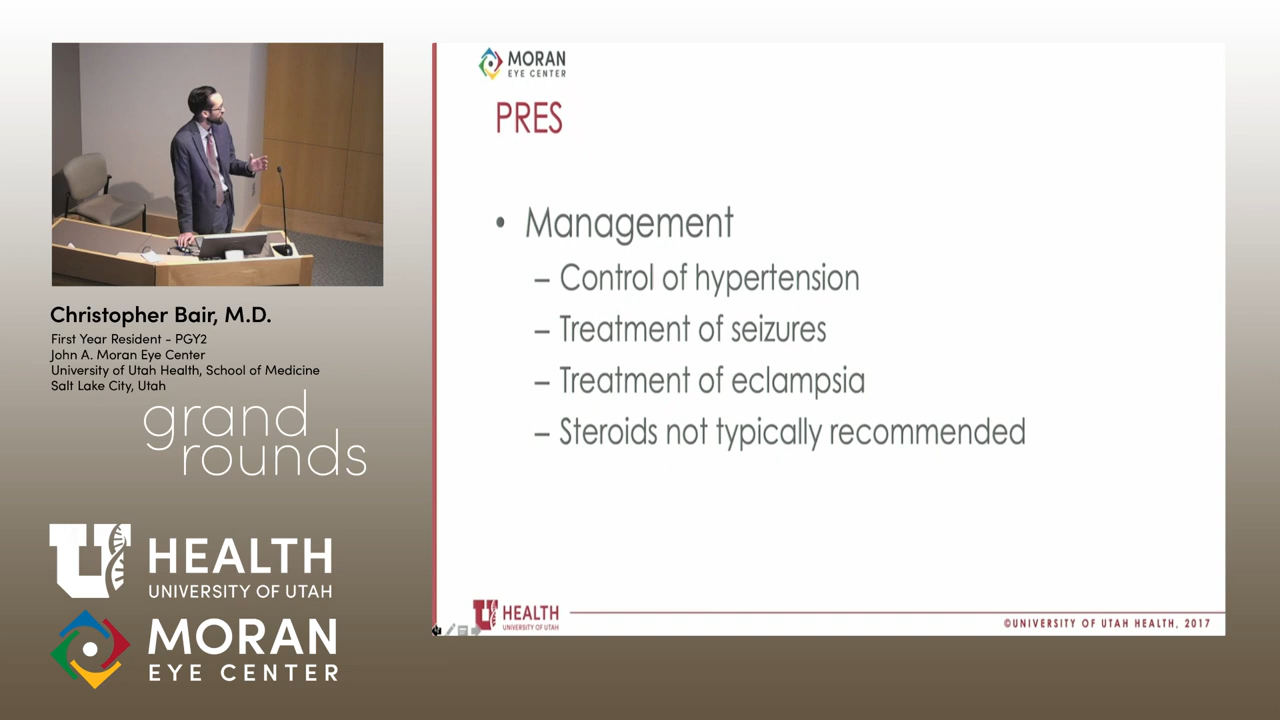 Christopher Bair, M.D.
First Year Resident - PGY2
John A. Moran Eye Center
University of Utah Health, School of Medicine
Salt Lake City, Utah
grand
rounds
U HEALTH
UNIVERSITY OF UTAH
MORAN
EYE CENTER
MORAN
EYE CENTER
PRES
• Management
– Control of hypertension
– Treatment of seizures
– Treatment of eclampsia
– Steroids not typically recommended
U HEALTH
UNIVERSITY OF UTAH
©UNIVERSITY OF UTAH HEALTH, 2017